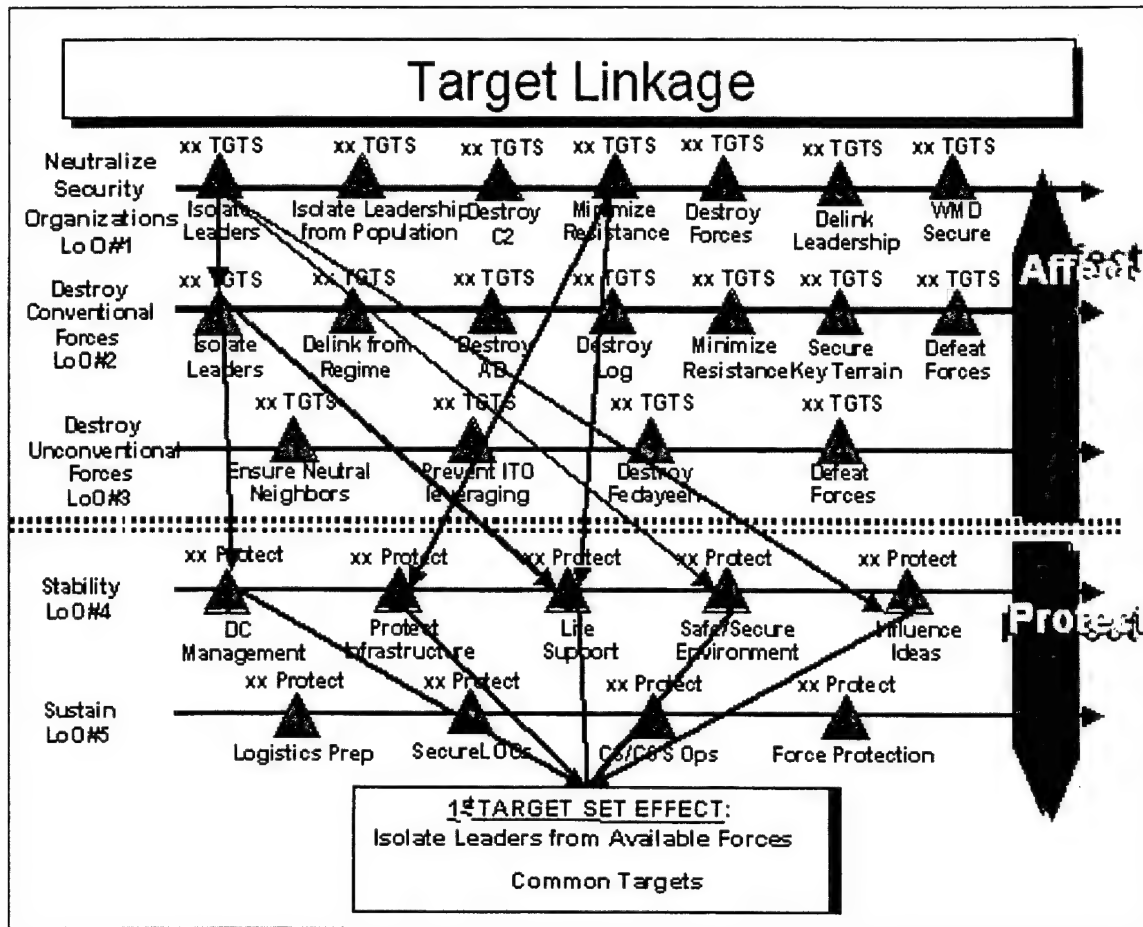 Target Linkage
Neutralize
Security
Organizations
LoO#1
xx TGTS
xx TGTS
xx TGTS
xx TGTS
xx TGTS
xx TGTS
xx TGTS
Isolate
Leaders
Isolate Leadership
from Population
Destroy
C2
Minimize
Resistance
Destroy
Forces
Delink
Leadership
WMD
Secure
Destroy
Conventional
Forces
LoO#2
xx TGTS
xx TGTS
xx TGTS
xx TGTS
xx TGTS
xx TGTS
xx TGTS
Isolate
Leaders
Delink from
Regime
Destroy
AD
Destroy
Log
Minimize
Resistance
Secure
Key Terrain
Defeat
Forces
Affect
Destroy
Unconventional
Forces
LoO#3
xx TGTS
xx TGTS
xx TGTS
xx TGTS
Ensure Neutral
Neighbors
Prevent ITO
leveraging
Destroy
Fedayeen
Defeat
Forces
Stability
LoO#4
xx Protect
xx Protect
xx Protect
xx Protect
xx Protect
DC
Management
Protect
Infrastructure
Life
Support
Safe/Secure
Environment
Influence
Ideas
Protect
Sustain
LoO#5
xx Protect
xx Protect
xx Protect
xx Protect
Logistics Prep
Secure LOCs
CS/CSS Ops
Force Protection
1st TARGET SET EFFECT:
Isolate Leaders from Available Forces
Common Targets